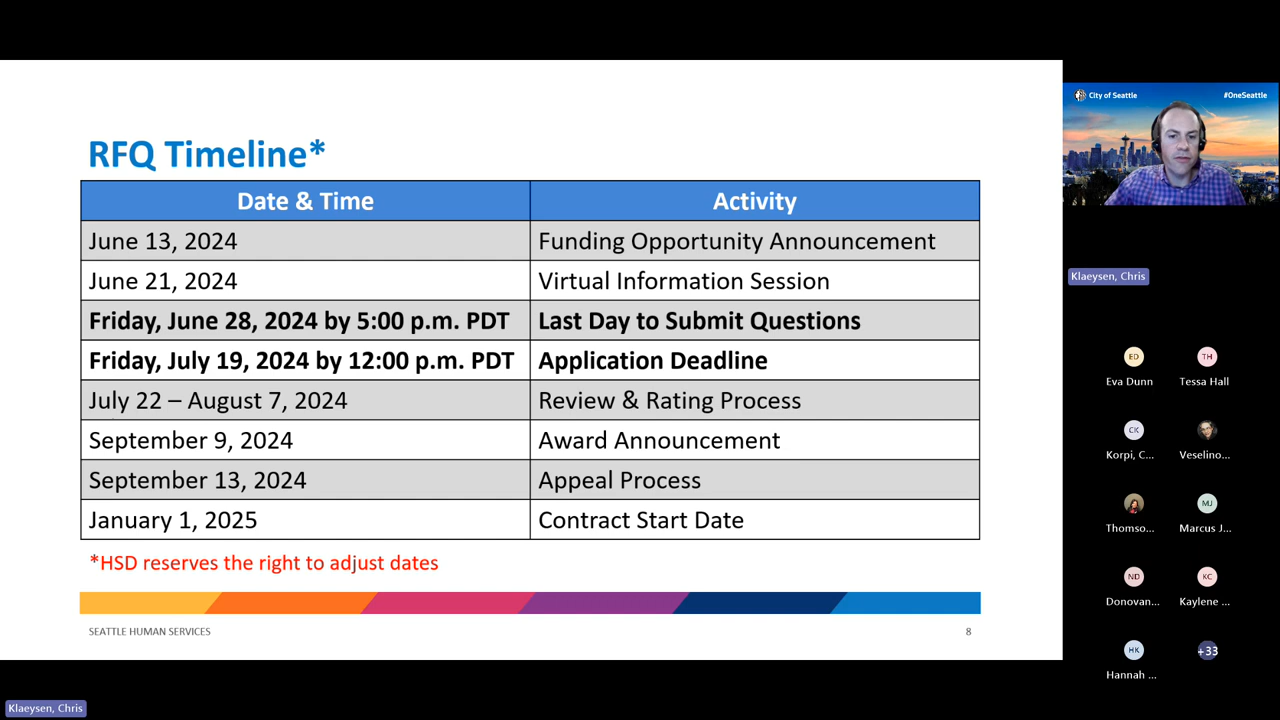 RFQ Timeline*
Date & Time Activity
June 13, 2024 Funding Opportunity Announcement
June 21, 2024 Virtual Information Session
Friday, June 28, 2024 by 5:00 p.m. PDT Last Day to Submit Questions
Friday, July 19, 2024 by 12:00 p.m. PDT Application Deadline
July 22 – August 7, 2024 Review & Rating Process
September 9, 2024 Award Announcement
September 13, 2024 Appeal Process
January 1, 2025 Contract Start Date
*HSD reserves the right to adjust dates
SEATTLE HUMAN SERVICES 8
City of Seattle #OneSeattle
Klaeysen, Chris
ED TH
Eva Dunn Tessa Hall
CK
Korpi, C... Veselino...
MJ
Thomso... Marcus J...
ND KC
Donovan... Kaylene ...
HK +33
Hannah ...
Klaeysen, Chris